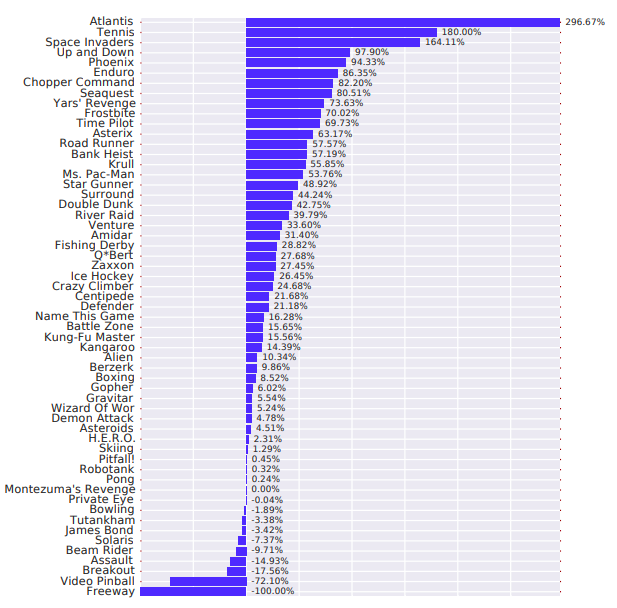 Atlantis 296.67%
Tennis 180.00%
Space Invaders 164.11%
Up and Down 97.90%
Phoenix 94.33%
Enduro 86.35%
Chopper Command 82.20%
Seaquest 80.51%
Yars' Revenge 73.63%
Frostbite 70.02%
Time Pilot 69.73%
Asterix 63.17%
Road Runner 57.57%
Bank Heist 57.19%
Krull 55.85%
Ms. Pac-Man 53.76%
Star Gunner 48.92%
Surround 44.24%
Double Dunk 42.75%
River Raid 39.79%
Venture 33.60%
Amidar 31.40%
Fishing Derby 28.82%
Q*Bert 27.68%
Zaxxon 27.45%
Ice Hockey 26.45%
Crazy Climber 24.68%
Centipede 21.68%
Defender 21.18%
Name This Game 16.28%
Battle Zone 15.65%
Kung-Fu Master 15.56%
Kangaroo 14.39%
Alien 10.34%
Berzerk 9.86%
Boxing 8.52%
Gopher 6.02%
Gravitar 5.54%
Wizard Of Wor 5.24%
Demon Attack 4.78%
Asteroids 4.51%
H.E.R.O. 2.31%
Skiing 1.29%
Pitfall! 0.45%
Robotank 0.32%
Pong 0.24%
Montezuma's Revenge 0.00%
Private Eye -0.04%
Bowling -1.89%
Tutankham -3.38%
James Bond -3.42%
Solaris -7.37%
Beam Rider -9.71%
Assault -14.93%
Breakout -17.56%
Video Pinball -72.10%
Freeway -100.00%